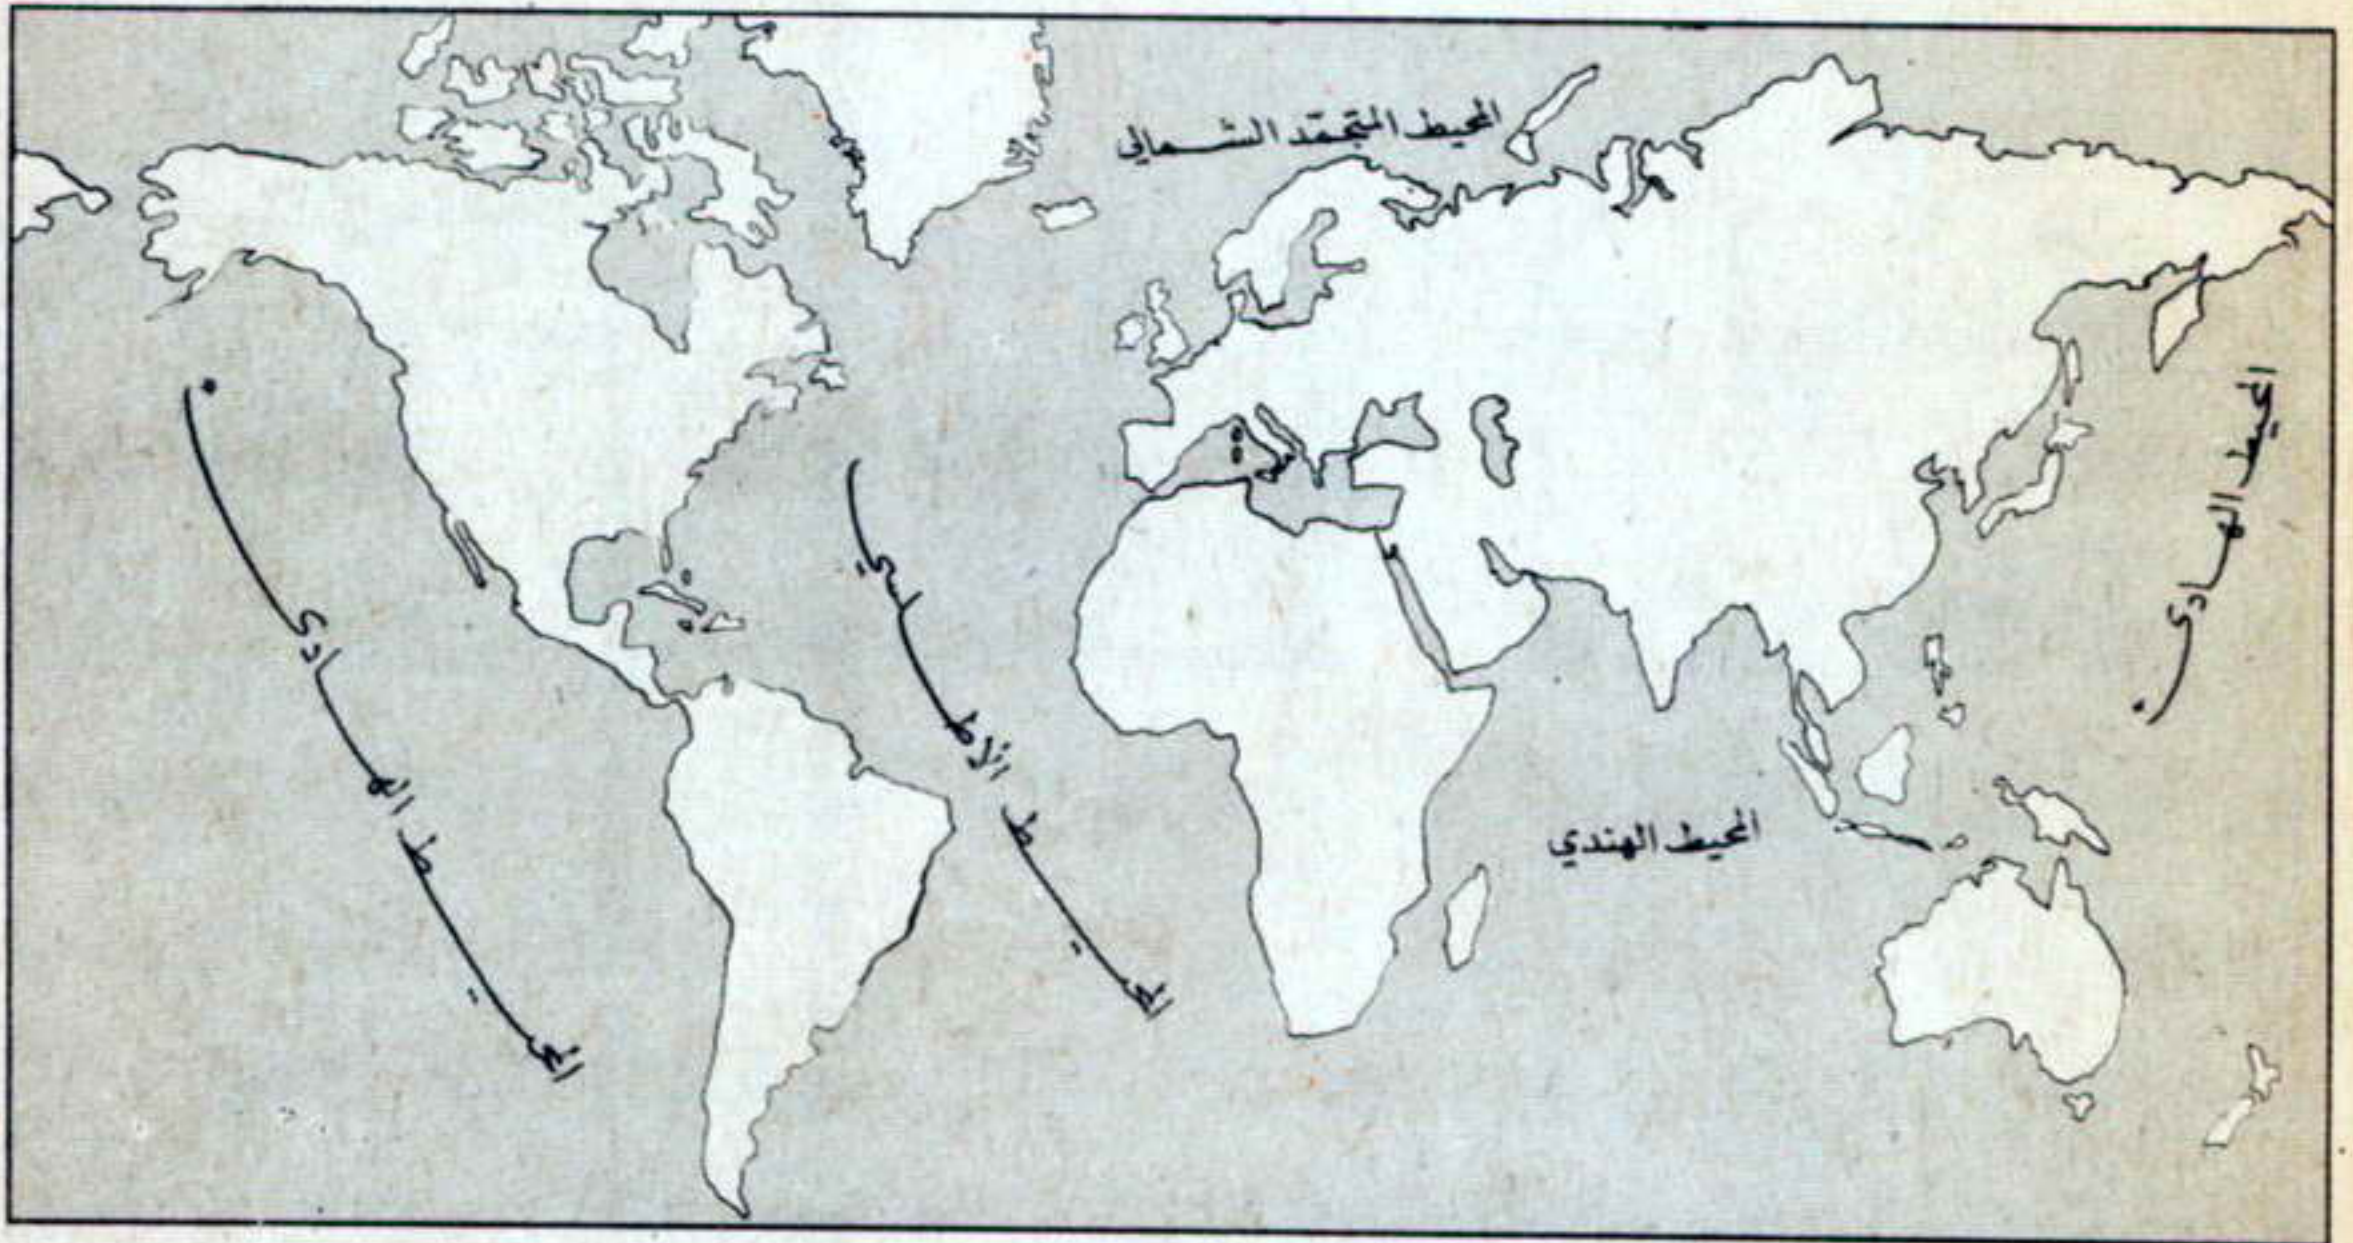 المحيط المتجمد الشمالي
المحيط الهادي
المحيط الأطلسي
المحيط الهندي
المحيط الهادي